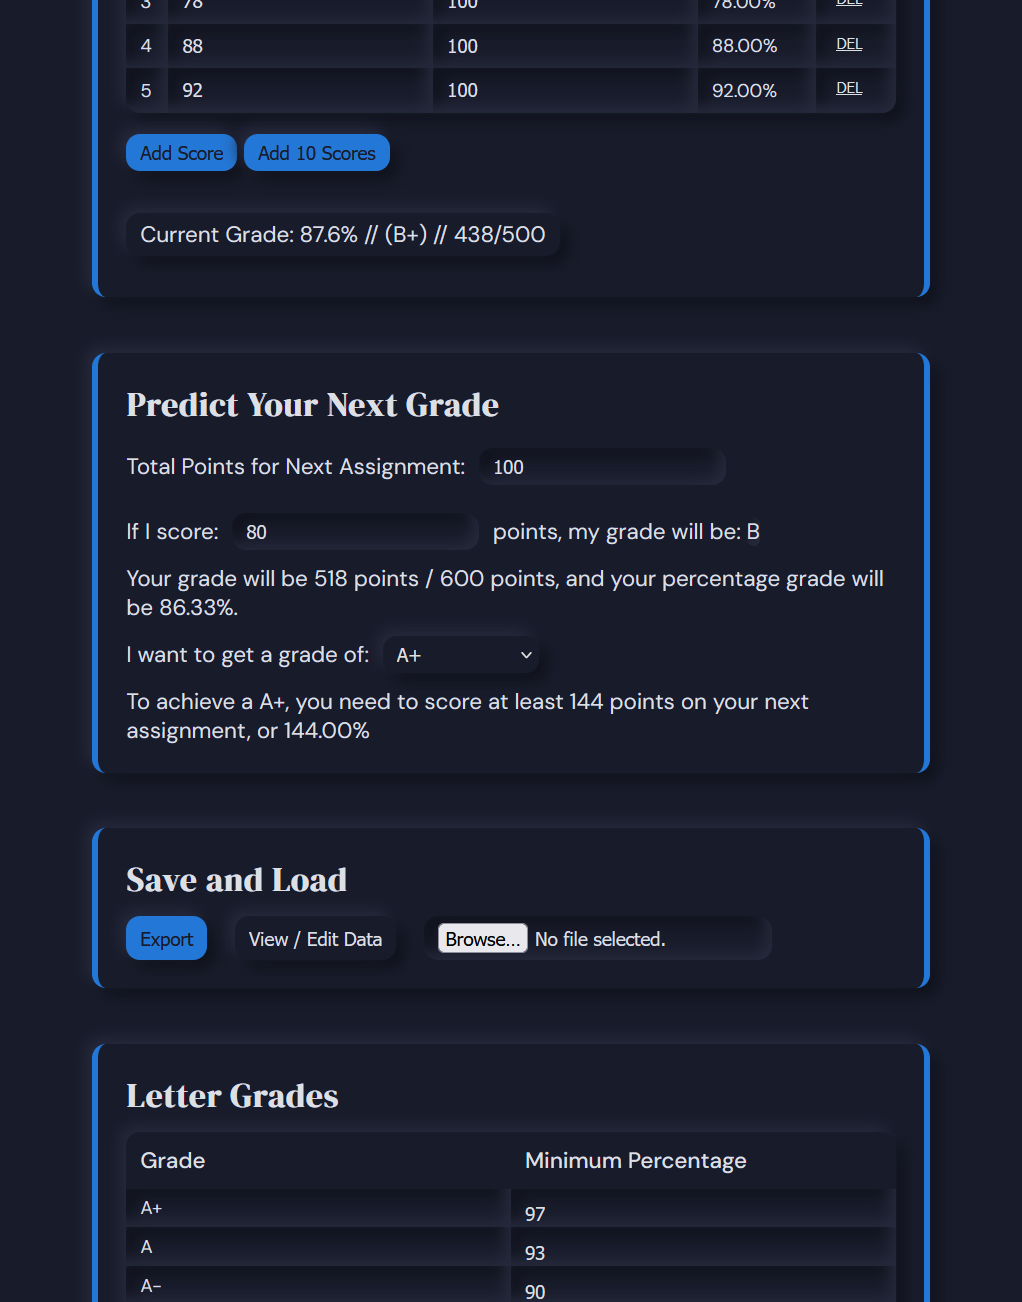 3 78 100 78.00% DEL
4 88 100 88.00% DEL
5 92 100 92.00% DEL
Add Score Add 10 Scores
Current Grade: 87.6% // (B+) // 438/500
Predict Your Next Grade
Total Points for Next Assignment: 100
If I score: 80 points, my grade will be: B
Your grade will be 518 points / 600 points, and your percentage grade will
be 86.33%.
I want to get a grade of: A+
To achieve a A+, you need to score at least 144 points on your next
assignment, or 144.00%
Save and Load
Export View / Edit Data Browse... No file selected.
Letter Grades
Grade Minimum Percentage
A+ 97
A 93
A- 90